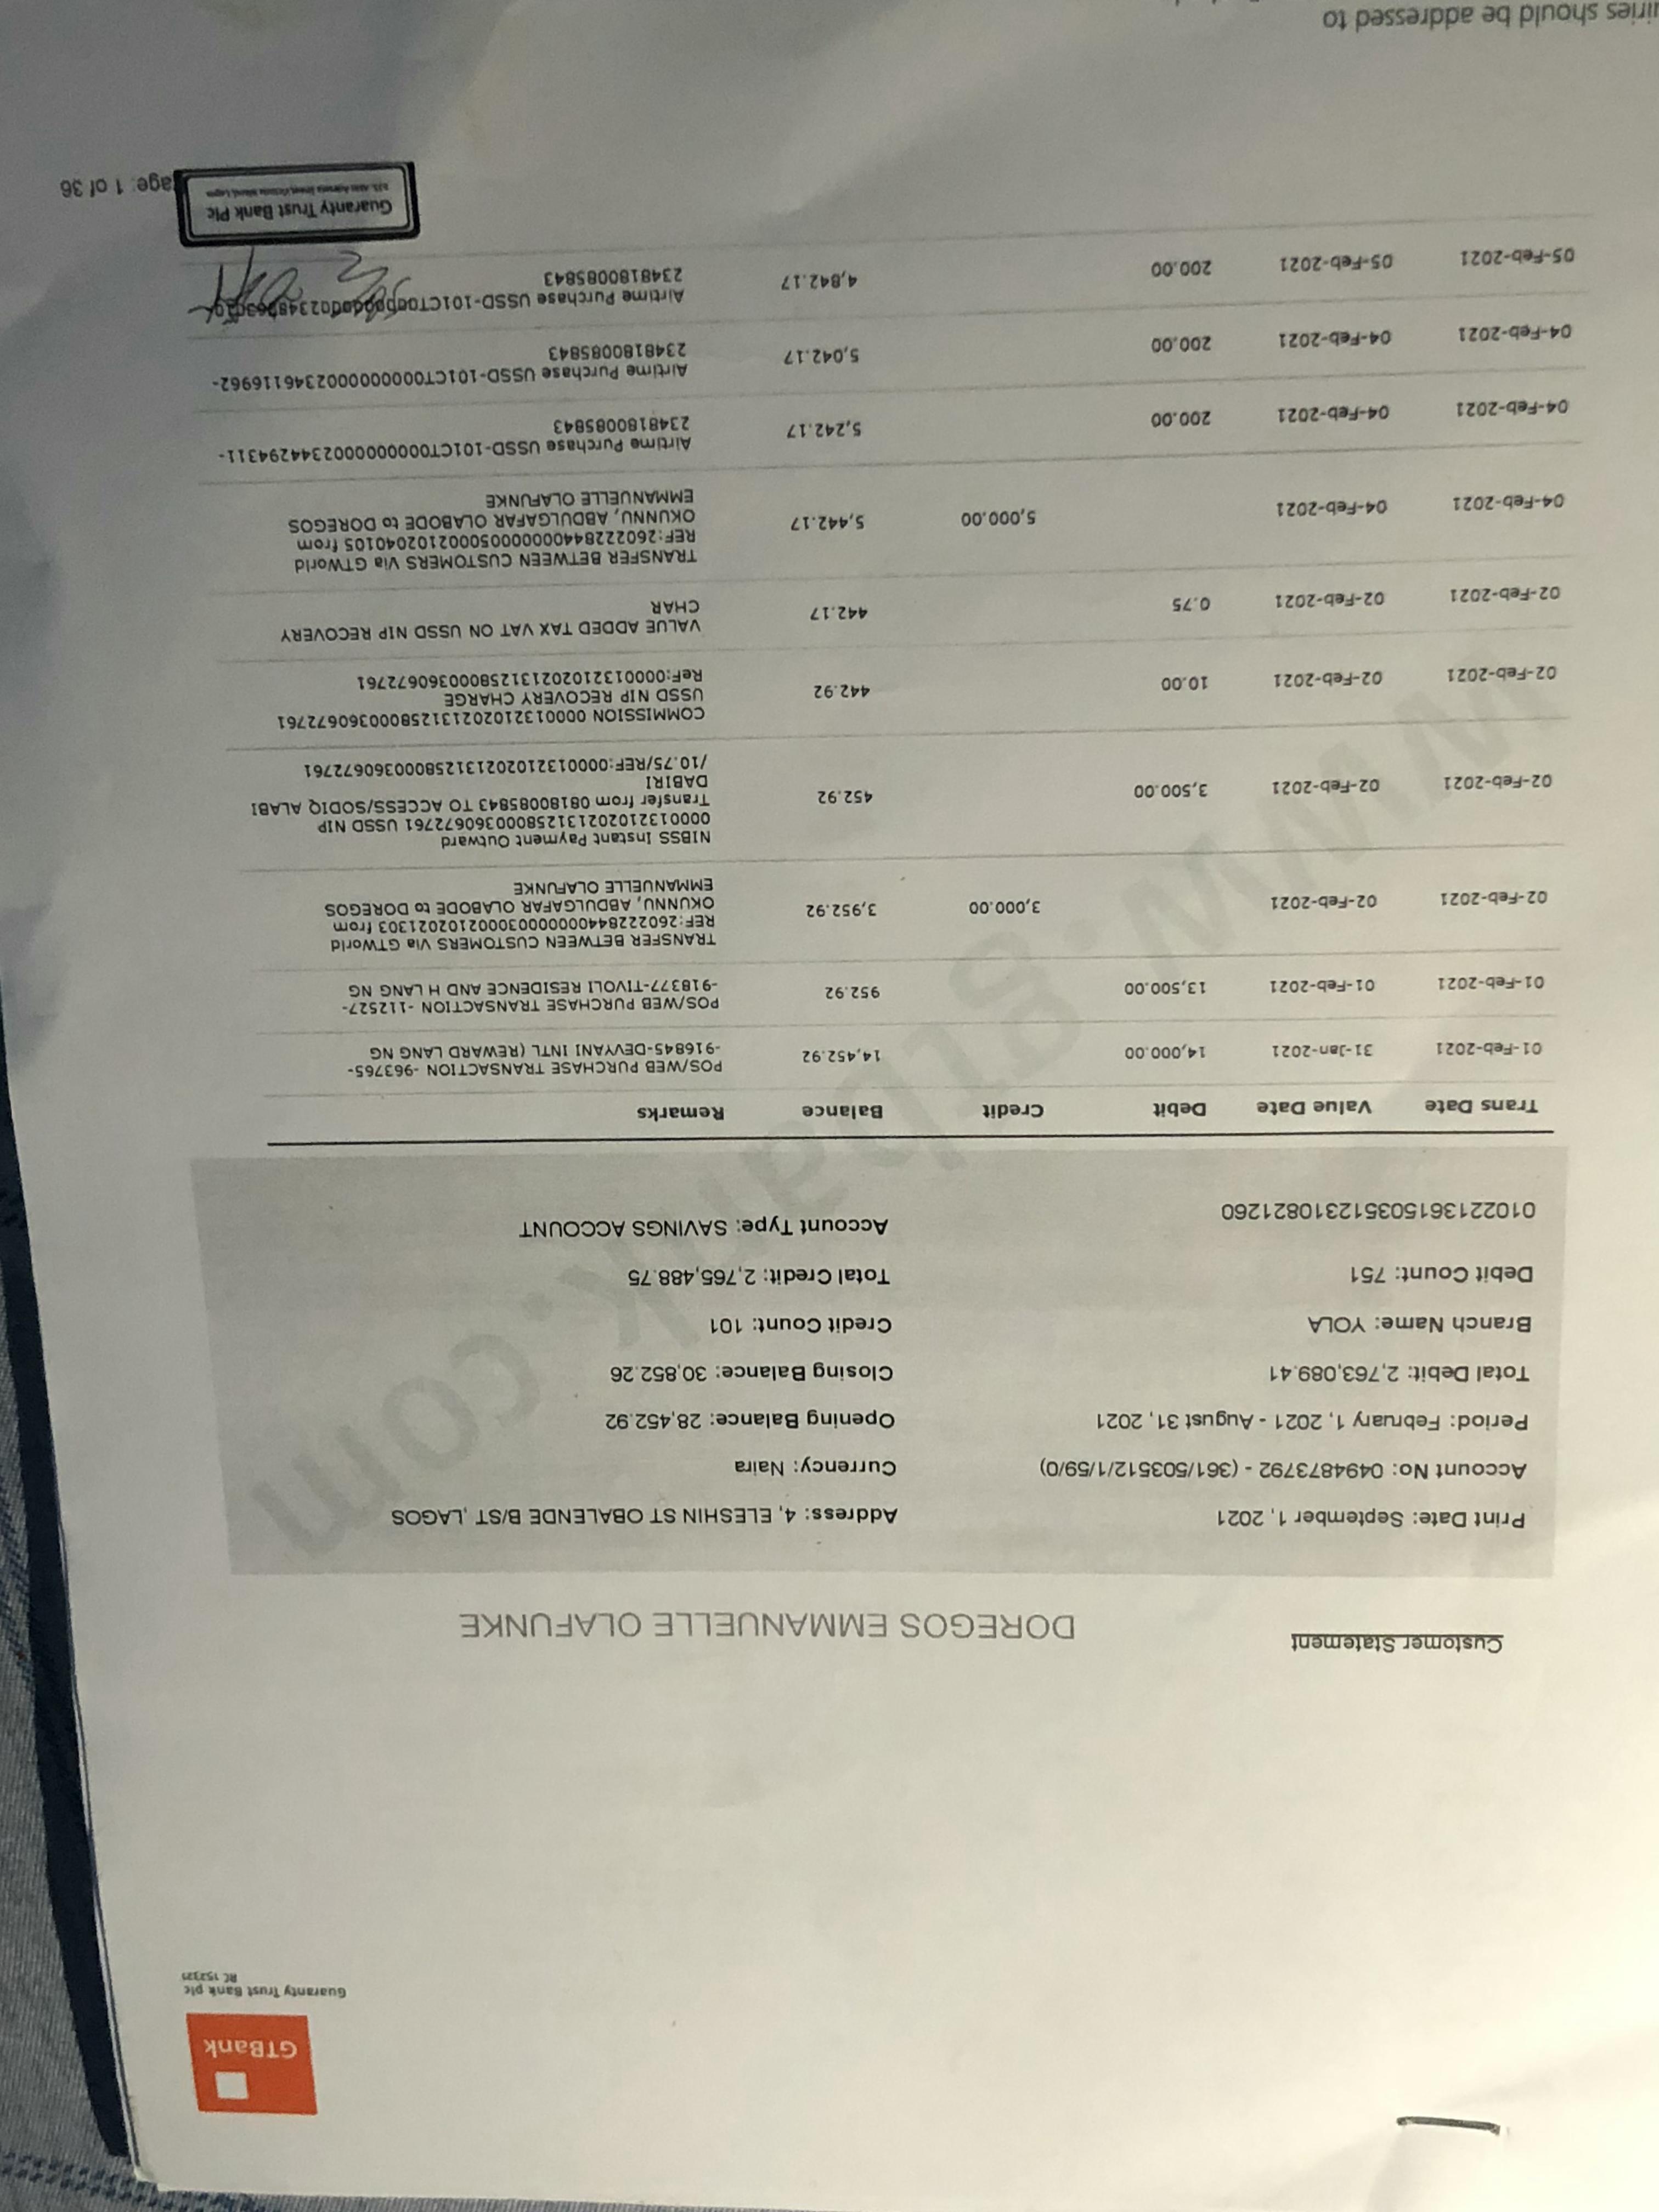 GTBank
Guaranty Trust Bank plc
RC 152321
Customer Statement
DOREGOS EMMANUELLE OLAFUNKE
Print Date: September 1, 2021
Address: 4, ELESHIN ST OBALENDE B/ST ,LAGOS
Account No: 04948737​92 - (361/503512/1/59/0)
Currency: Naira
Period: February 1, 2021 - August 31, 2021
Opening Balance: 28,452.92
Total Debit: 2,763,089.41
Closing Balance: 30,852.26
Branch Name: YOLA
Credit Count: 101
Debit Count: 751
Total Credit: 2,765,488.75
010221361503512310821260
Account Type: SAVINGS ACCOUNT
Trans Date Value Date Debit Credit Balance Remarks
01-Feb-2021 31-Jan-2021 14,000.00 14,452.92 POS/WEB PURCHASE TRANSACTION -963765-
-916845-DEVYANI INTL (REWARD LANG NG
01-Feb-2021 01-Feb-2021 13,500.00 952.92 POS/WEB PURCHASE TRANSACTION -112527-
-918377-TIVOLI RESIDENCE AND H LANG NG
02-Feb-2021 02-Feb-2021 3,000.00 3,952.92 TRANSFER BETWEEN CUSTOMERS Via GTWorld
REF:26022284400000030002102021303 from
OKUNNU, ABDULGAFAR OLABODE to DOREGOS
EMMANUELLE OLAFUNKE
02-Feb-2021 02-Feb-2021 3,500.00 452.92 NIBSS Instant Payment Outward
000013210202131258000360672761 USSD NIP
Transfer from 08180085843 TO ACCESS/SODIQ ALABI
DABIRI
/10.75/REF:000013210202131258000360672761
02-Feb-2021 02-Feb-2021 10.00 442.92 COMMISSION 000013210202131258000360672761
USSD NIP RECOVERY CHARGE
Ref:000013210202131258000360672761
02-Feb-2021 02-Feb-2021 0.75 442.17 VALUE ADDED TAX VAT ON USSD NIP RECOVERY
CHAR
04-Feb-2021 04-Feb-2021 5,000.00 5,442.17 TRANSFER BETWEEN CUSTOMERS Via GTWorld
REF:26022284400000050002102040105 from
OKUNNU, ABDULGAFAR OLABODE to DOREGOS
EMMANUELLE OLAFUNKE
04-Feb-2021 04-Feb-2021 200.00 5,242.17 Airtime Purchase USSD-101CT0000000002344294311-
2348180085843
04-Feb-2021 04-Feb-2021 200.00 5,042.17 Airtime Purchase USSD-101CT0000000002346116962-
2348180085843
05-Feb-2021 05-Feb-2021 200.00 4,842.17 Airtime Purchase
2348180085843
www.gtbank.com
Guaranty Trust Bank Plc
age: 1 of 36
uiries should be addressed to